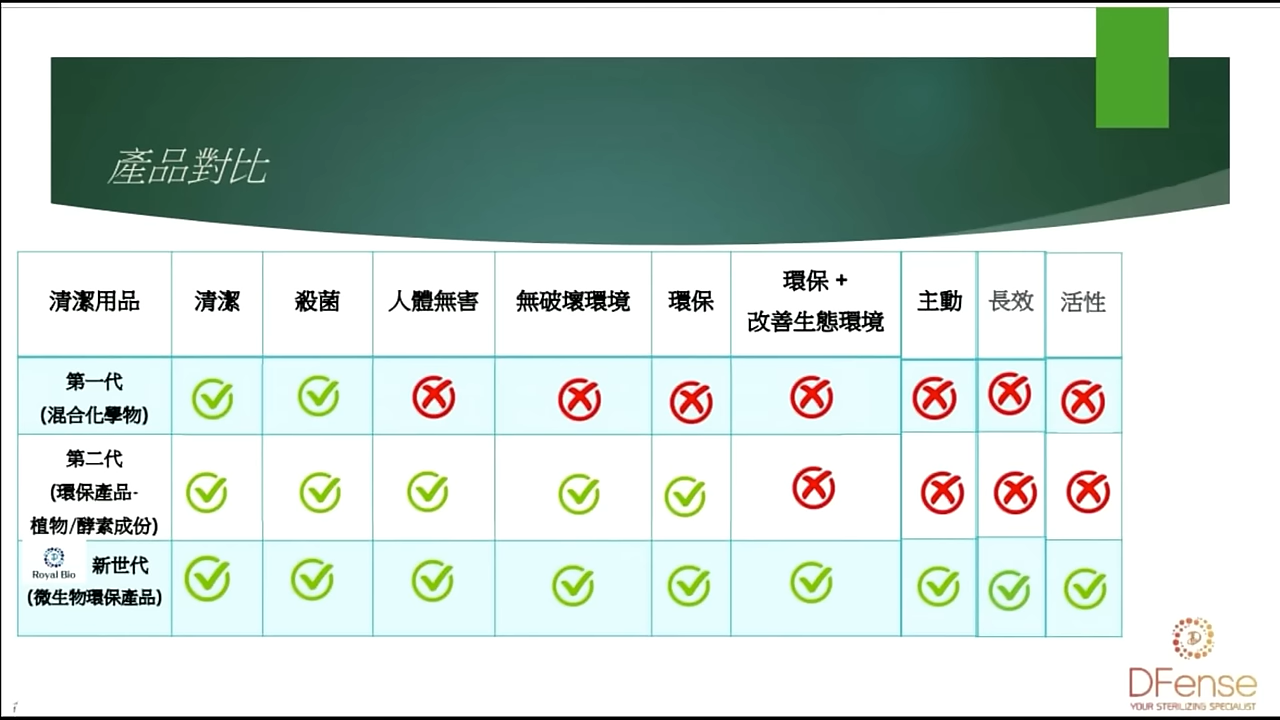 產品對比
清潔用品
清潔
殺菌
人體無害
無破壞環境
環保
環保 +
改善生態環境
主動
長效
活性
第一代
(混合化學物)
第二代
(環保產品-
植物/酵素成份)
Royal Bio
新世代
(微生物環保產品)
DFense
YOUR STERILIZING SPECIALIST